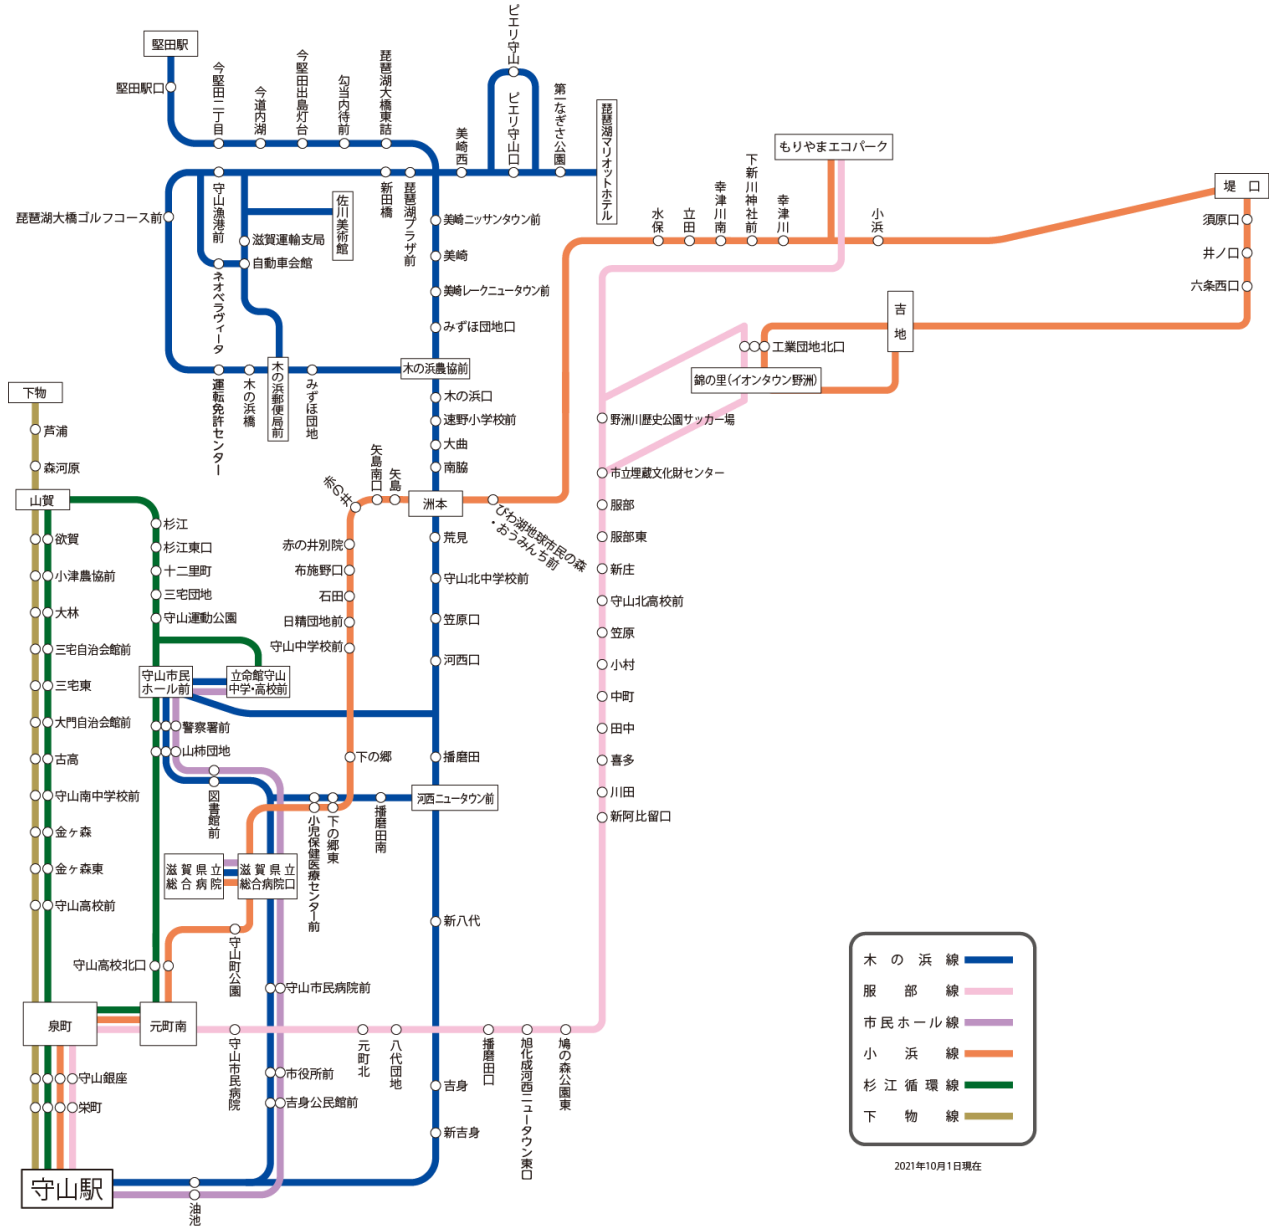 堅田駅
堅田駅口
今堅田二丁目
今道内湖
今堅田出島灯台
勾当内待前
琵琶湖大橋東詰
ピエリ守山
ピエリ守山口
第一なぎさ公園
琵琶湖マリオットホテル
美崎西
琵琶湖プラザ前
新田橋
守山漁港前
琵琶湖大橋ゴルフコース前
佐川美術館
滋賀運輸支局
自動車会館
ネオベラヴィータ
運転免許センター
木の浜橋
木の浜郵便局前
みずほ団地
美崎ニッサンタウン前
美崎
美崎レークニュータウン前
みずほ団地口
木の浜農協前
木の浜口
速野小学校前
大曲
南脇
洲本
荒見
守山北中学校前
笠原口
河西口
播磨田
河西ニュータウン前
新八代
吉身
新吉身
もりやまエコパーク
水保
立田
幸津川南
下新川神社前
幸津川
小浜
堤口
須原口
井ノ口
六条西口
吉地
工業団地北口
錦の里(イオンタウン野洲)
野洲川歴史公園サッカー場
市立埋蔵文化財センター
服部
服部東
新庄
守山北高校前
笠原
小村
中町
田中
喜多
川田
新阿比留口
びわ湖地球市民の森
・おうみんち前
矢島
矢島南口
赤の井
赤の井別院
布施野口
石田
日精団地前
守山中学校前
下の郷
下の郷東
小児保健医療センター前
播磨田南
下物
芦浦
森河原
山賀
欲賀
小津農協前
大林
三宅自治会館前
三宅東
大門自治会館前
古高
守山南中学校前
金ヶ森
金ヶ森東
守山高校前
杉江
杉江東口
十二里町
三宅団地
守山運動公園
守山市民
ホール前
立命館守山
中学・高校前
警察署前
山柿団地
図書館前
滋賀県立
総合病院
滋賀県立
総合病院口
守山町公園
守山高校北口
泉町
元町南
守山市民病院前
守山市民病院
元町北
八代団地
播磨田口
旭化成河西ニュータウン東口
鳩の森公園東
市役所前
吉身公民館前
守山銀座
栄町
守山駅
油池
木の浜線
服部線
市民ホール線
小浜線
杉江循環線
下物線
2021年10月1日現在